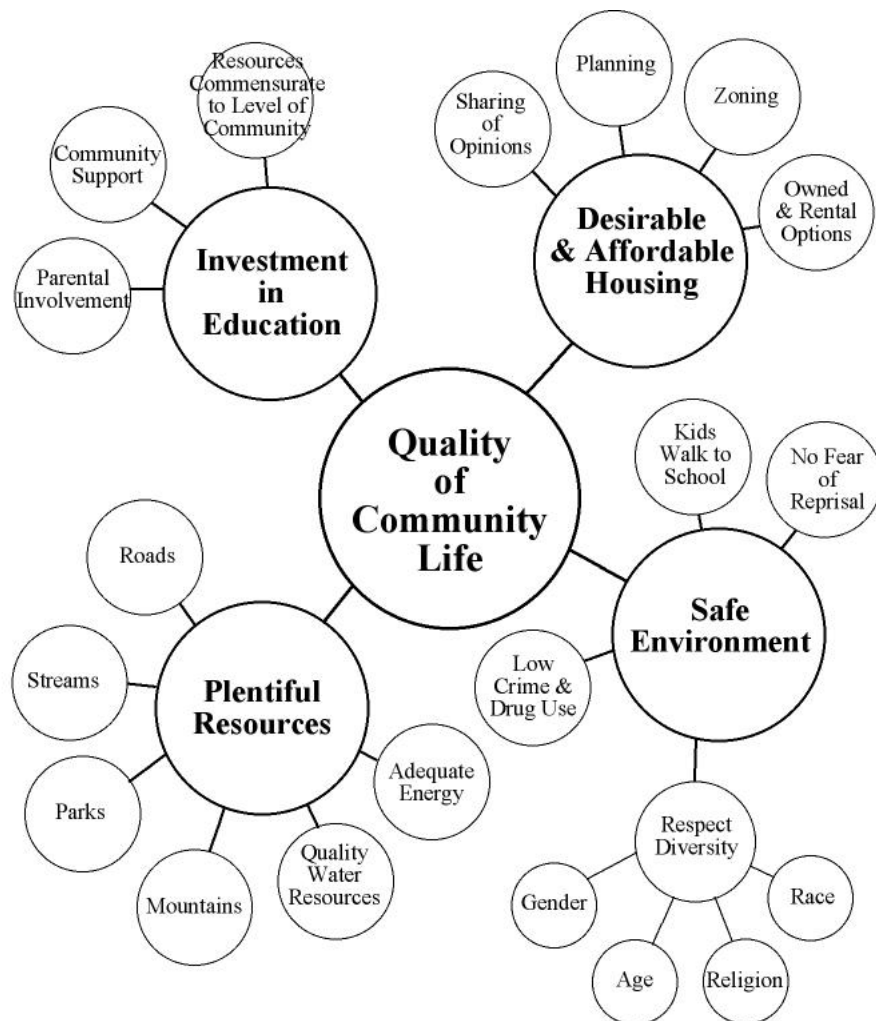 Resources
Commensurate
to Level of
Community
Community
Support
Parental
Involvement
Investment
in
Education
Sharing
of
Opinions
Planning
Zoning
Owned
& Rental
Options
Desirable
& Affordable
Housing
Quality
of
Community
Life
Kids
Walk to
School
No Fear
of
Reprisal
Safe
Environment
Low
Crime &
Drug Use
Respect
Diversity
Gender
Age
Religion
Race
Roads
Streams
Parks
Mountains
Quality
Water
Resources
Adequate
Energy
Plentiful
Resources